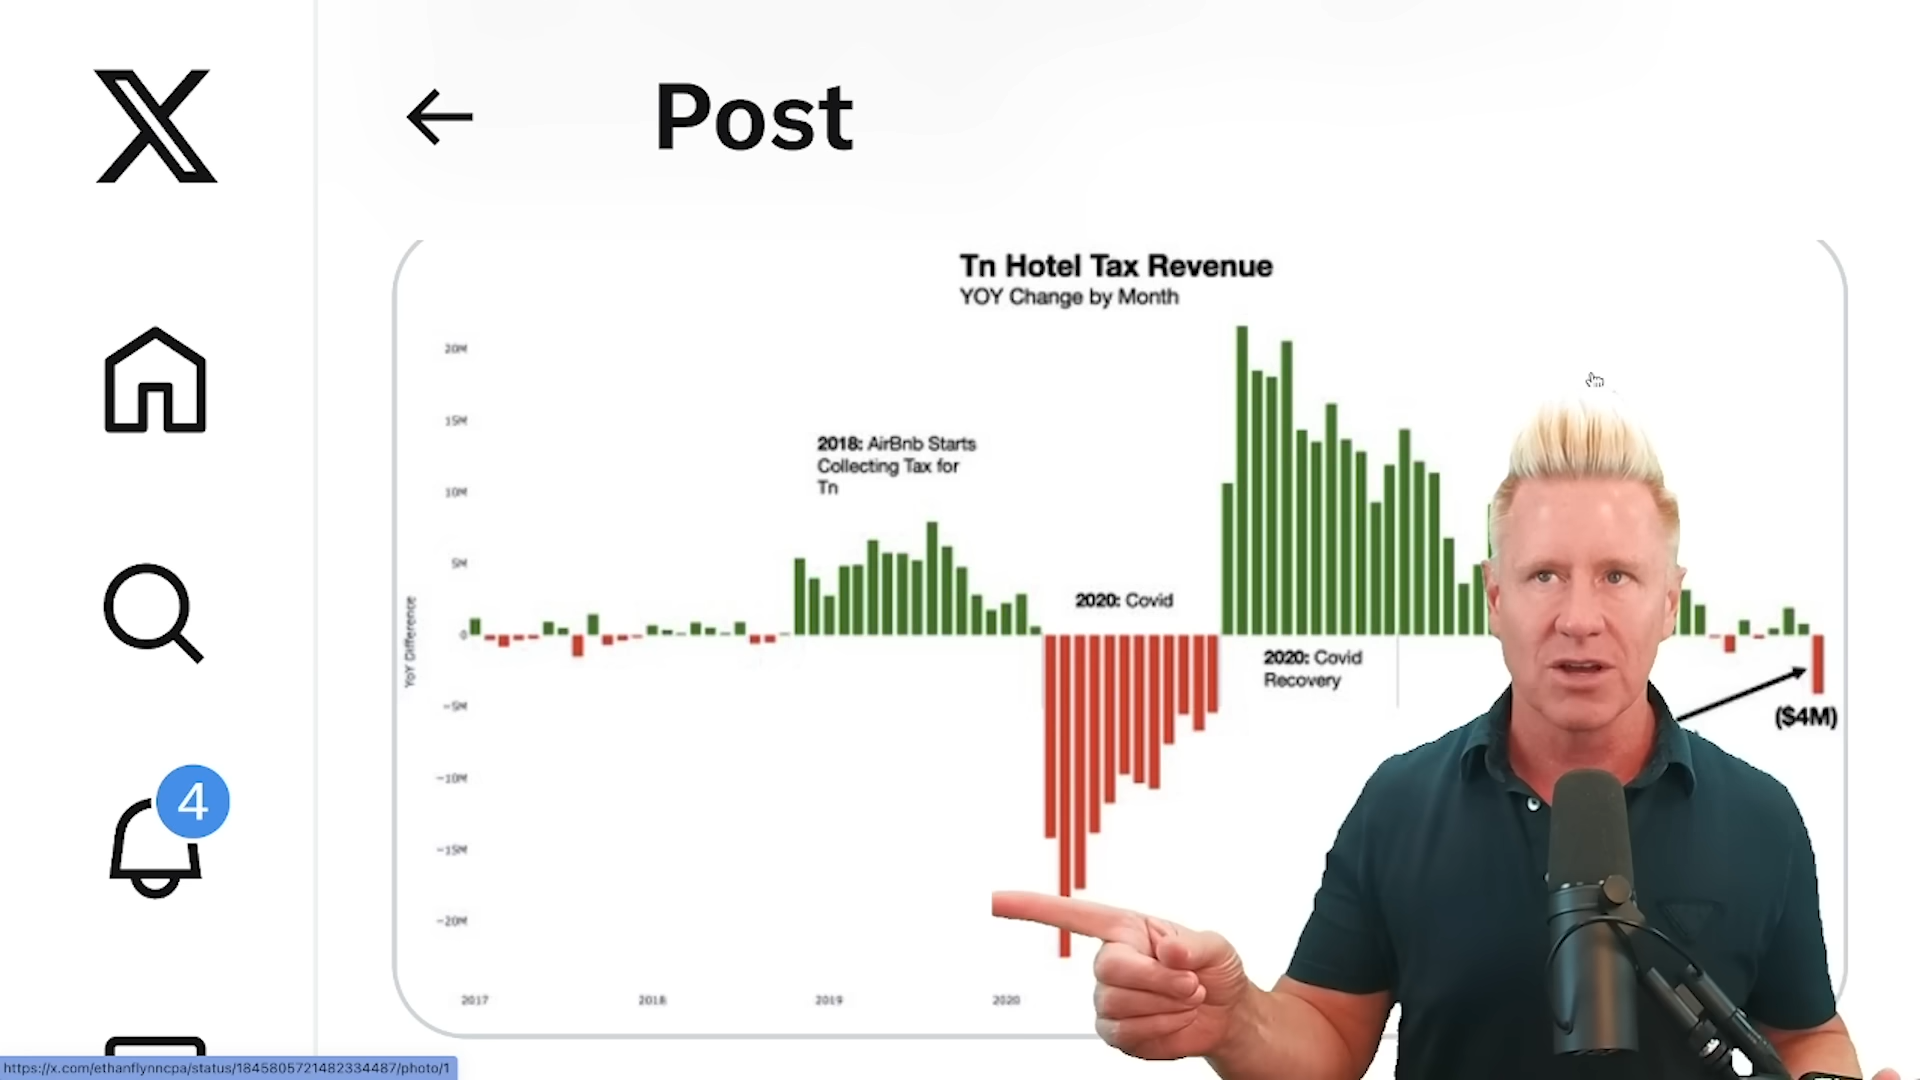 Post
Tn Hotel Tax Revenue
YOY Change by Month
20M
15M
2018: AirBnb Starts
Collecting Tax for
Tn
10M
5M
2020: Covid
YoY Difference
0
2020: Covid
Recovery
-5M
($4M)
-10M
4
-15M
-20M
2017
2018
2019
2020
https://x.com/ethanflynncpa/status/1845805721482334487/photo/1